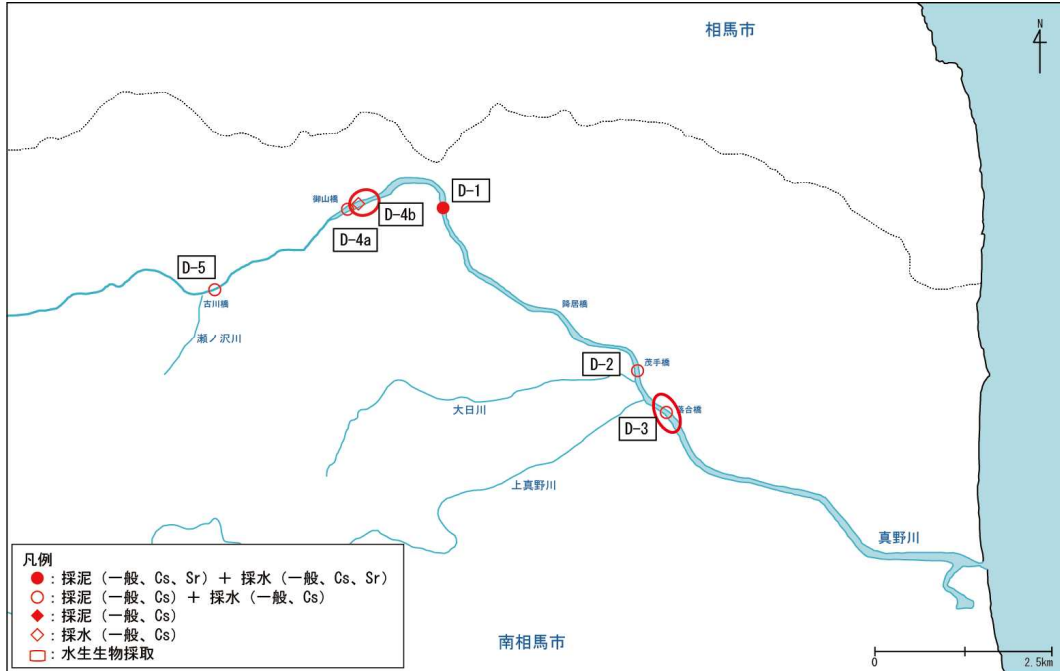 相馬市
N
D-1
御山橋
D-4b
D-4a
D-5
古川橋
瀬ノ沢川
降居橋
茂手橋
D-2
大日川
落合橋
D-3
上真野川
真野川
凡例
：採泥（一般、Cs、Sr）＋ 採水（一般、Cs、Sr）
：採泥（一般、Cs）＋ 採水（一般、Cs）
：採泥（一般、Cs）
：採水（一般、Cs）
：水生生物採取
南相馬市
0 2.5km